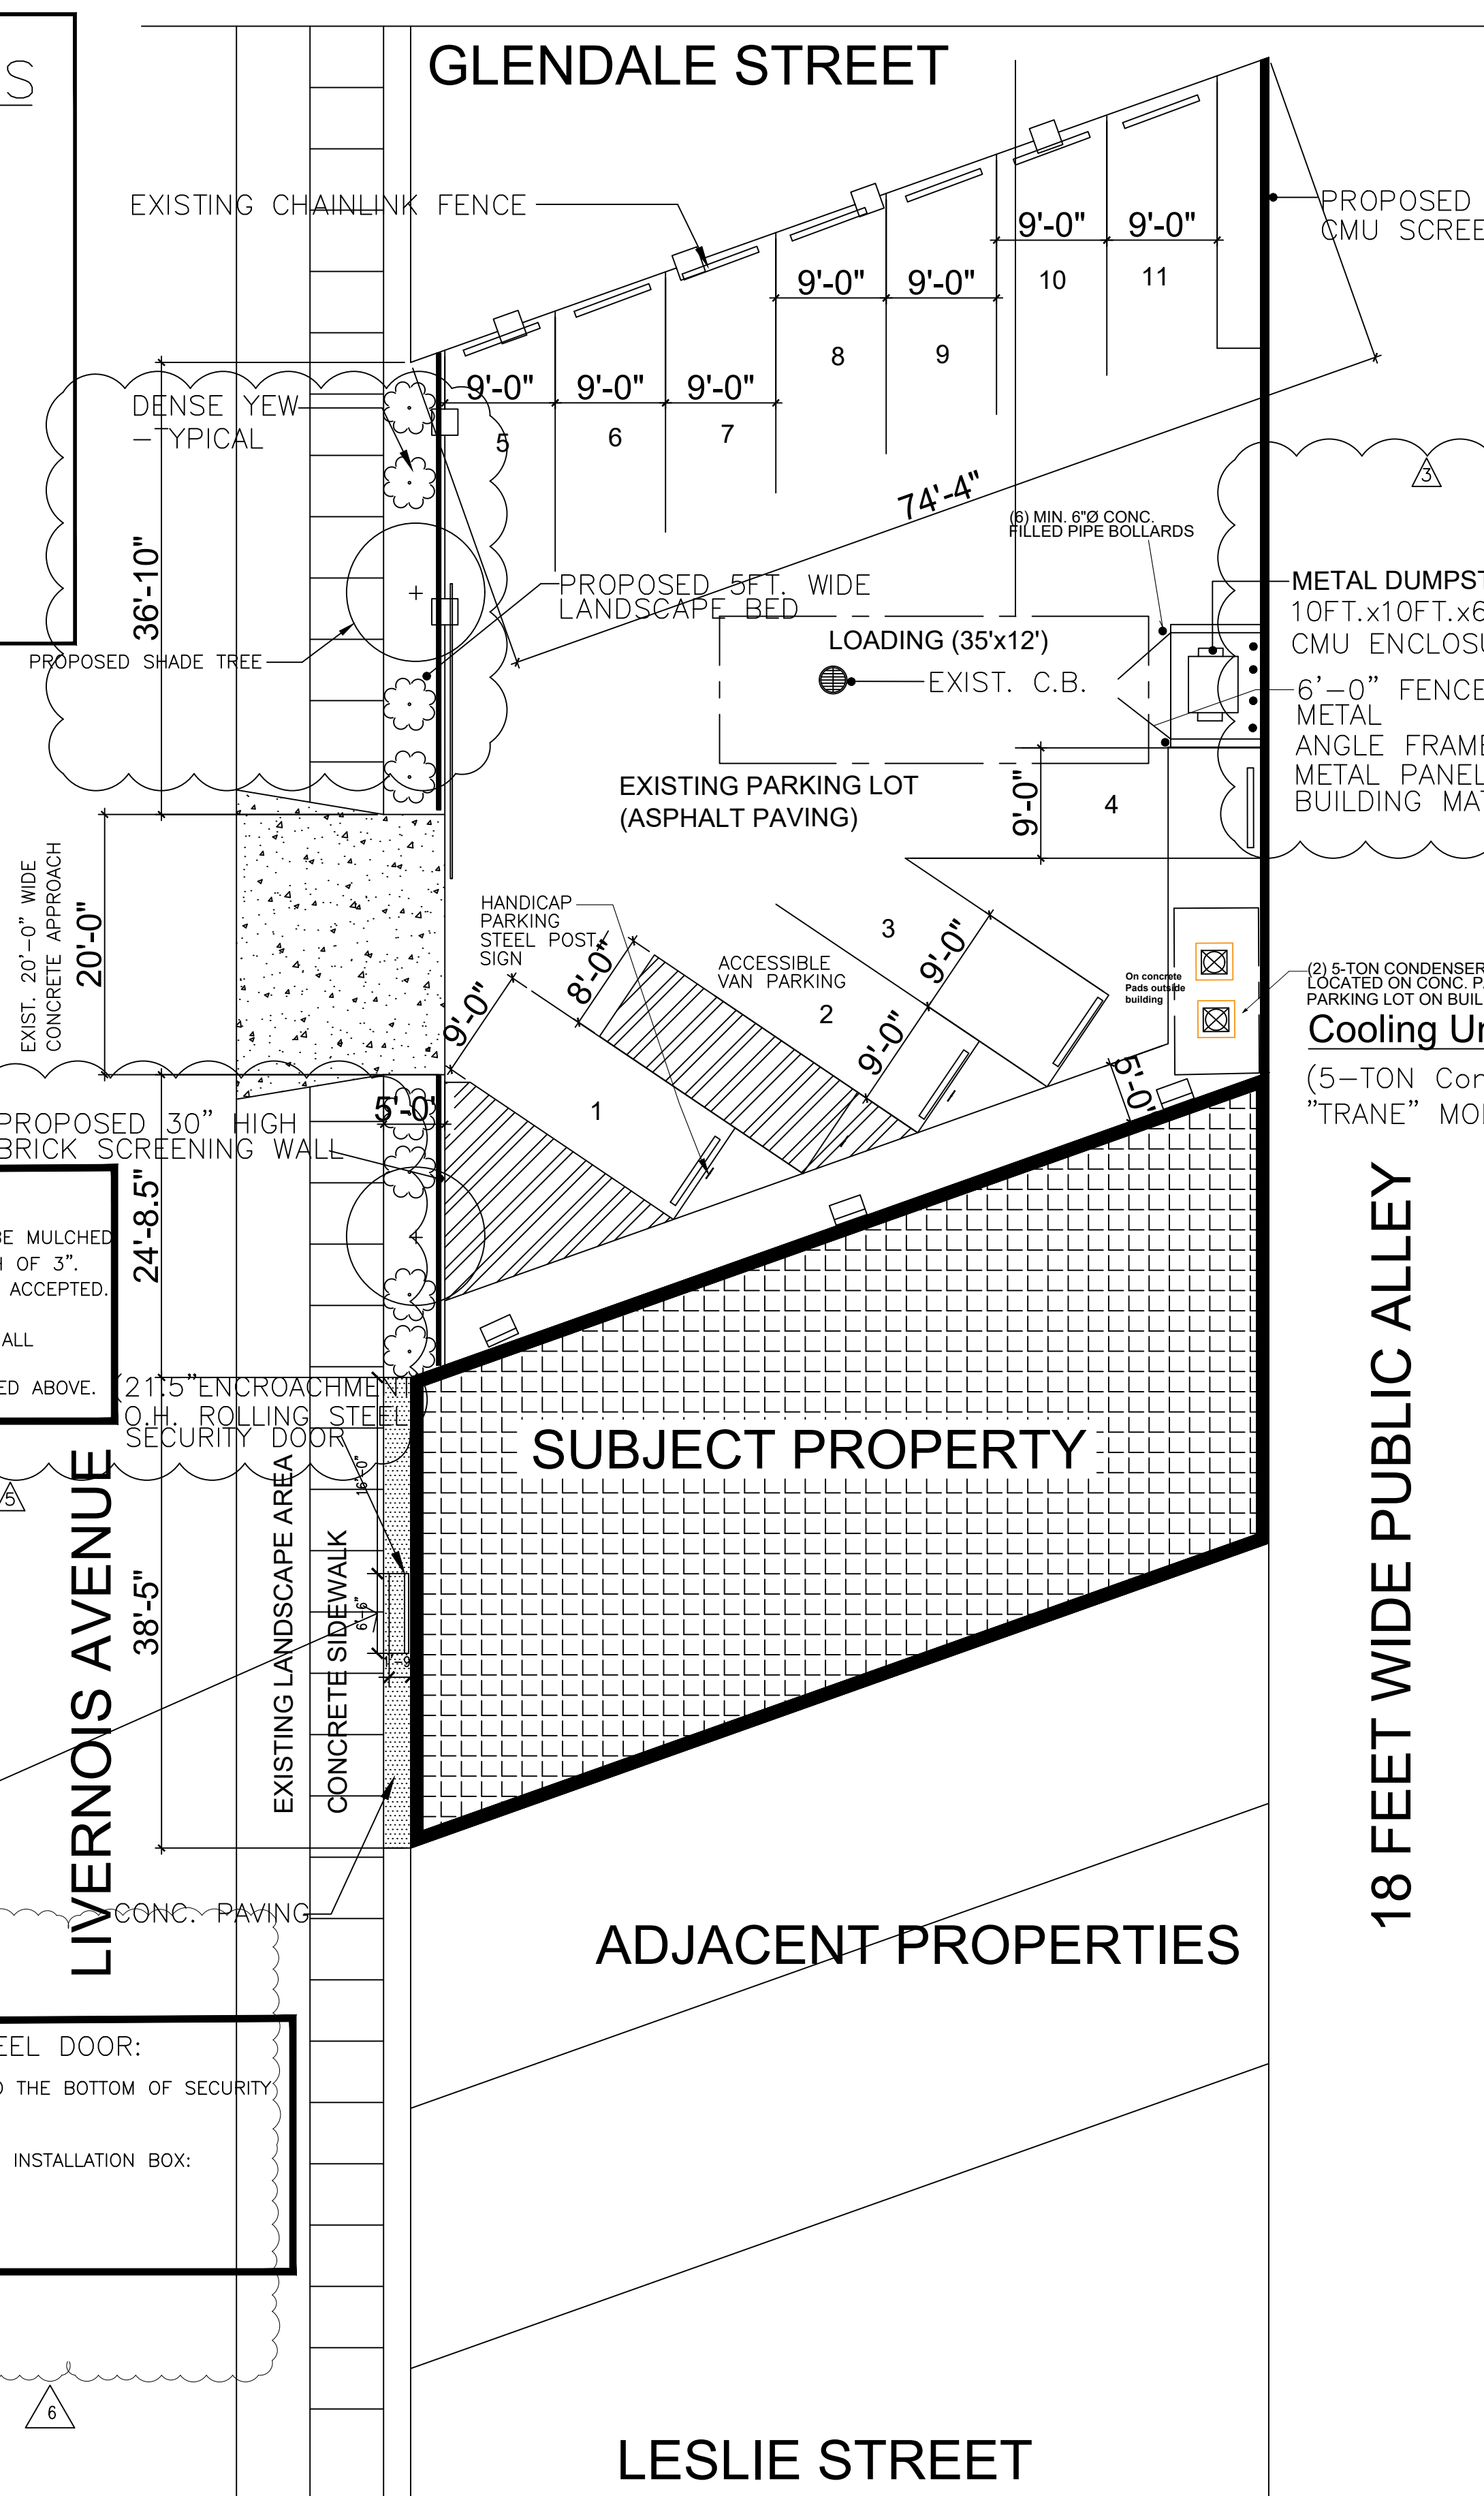 S
GLENDALE STREET
EXISTING CHAINLINK FENCE
PROPOSED
CMU SCREE
9'-0" 9'-0"
10 11
9'-0" 9'-0"
8 9
9'-0" 9'-0" 9'-0"
5 6 7
DENSE YEW
-TYPICAL
3
74'-4"
(6) MIN. 6"Ø CONC.
FILLED PIPE BOLLARDS
36'-10"
PROPOSED 5FT. WIDE
LANDSCAPE BED
METAL DUMPST
10FT.x10FT.x6
CMU ENCLOSU
PROPOSED SHADE TREE
LOADING (35'x12')
EXIST. C.B.
6'-0" FENCE
METAL
ANGLE FRAME
METAL PANEL
BUILDING MAT
EXISTING PARKING LOT
(ASPHALT PAVING)
9'-0"
4
EXIST. 20'-0" WIDE
CONCRETE APPROACH
20'-0"
HANDICAP
PARKING
STEEL POST
SIGN
8'-0"
9'-0"
ACCESSIBLE
VAN PARKING
2
3
9'-0"
9'-0"
On concrete
Pads outside
building
(2) 5-TON CONDENSER
LOCATED ON CONC. PA
PARKING LOT ON BUIL
Cooling Un
(5-TON Con
"TRANE" MOD
5'-0"
5'-0"
1
PROPOSED 30" HIGH
BRICK SCREENING WALL
24'-8.5"
BE MULCHED
H OF 3".
ACCEPTED.
ALL
ED ABOVE.
(21.5"ENCROACHMENT
O.H. ROLLING STEEL
SECURITY DOOR
5
SUBJECT PROPERTY
16'-0"
6'-6"
1'-9
38'-5"
LIVERNOIS AVENUE
EXISTING LANDSCAPE AREA
CONCRETE SIDEWALK
18 FEET WIDE PUBLIC ALLEY
CONC. PAVING
ADJACENT PROPERTIES
EEL DOOR:
O THE BOTTOM OF SECURITY
INSTALLATION BOX:
6
LESLIE STREET